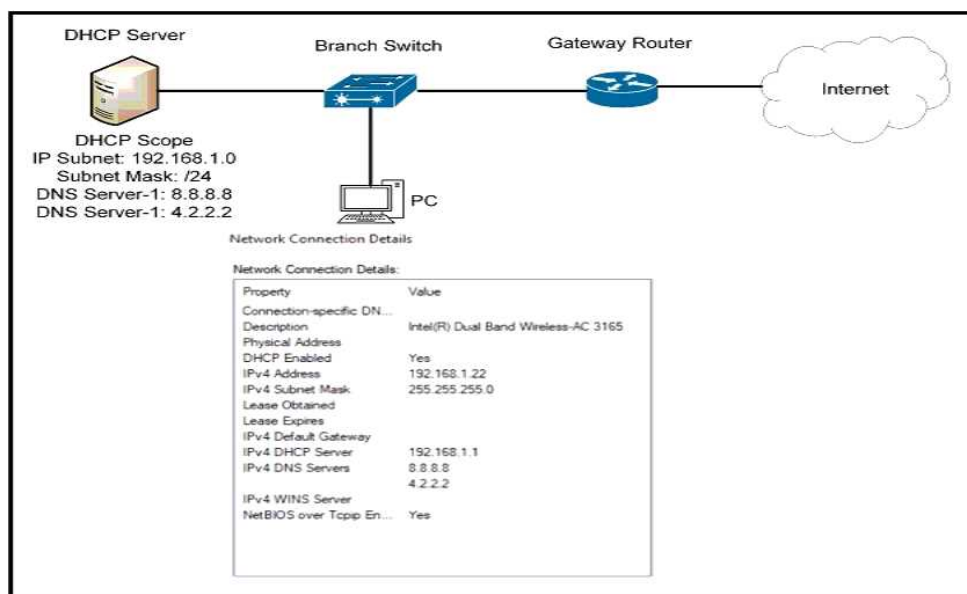 DHCP Server
Branch Switch
Gateway Router
Internet
DHCP Scope
IP Subnet: 192.168.1.0
Subnet Mask: /24
DNS Server-1: 8.8.8.8
DNS Server-1: 4.2.2.2
PC
Network Connection Details
Network Connection Details:
Property Value
Connection-specific DN...
Description Intel(R) Dual Band Wireless-AC 3165
Physical Address
DHCP Enabled Yes
IPv4 Address 192.168.1.22
IPv4 Subnet Mask 255.255.255.0
Lease Obtained
Lease Expires
IPv4 Default Gateway
IPv4 DHCP Server 192.168.1.1
IPv4 DNS Servers 8.8.8.8
4.2.2.2
IPv4 WINS Server
NetBIOS over Tcpip En... Yes